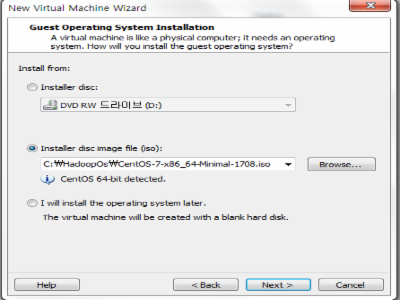 New Virtual Machine Wizard
Guest Operating System Installation
A virtual machine is like a physical computer; it needs an operating
system. How will you install the guest operating system?
Install from:
Installer disc:
DVD RW 드라이브 (D:)
Installer disc image file (iso):
C:₩HadoopOs₩CentOS-7-x86_64-Minimal-1708.iso
Browse...
CentOS 64-bit detected.
I will install the operating system later.
The virtual machine will be created with a blank hard disk.
Help
< Back
Next >
Cancel